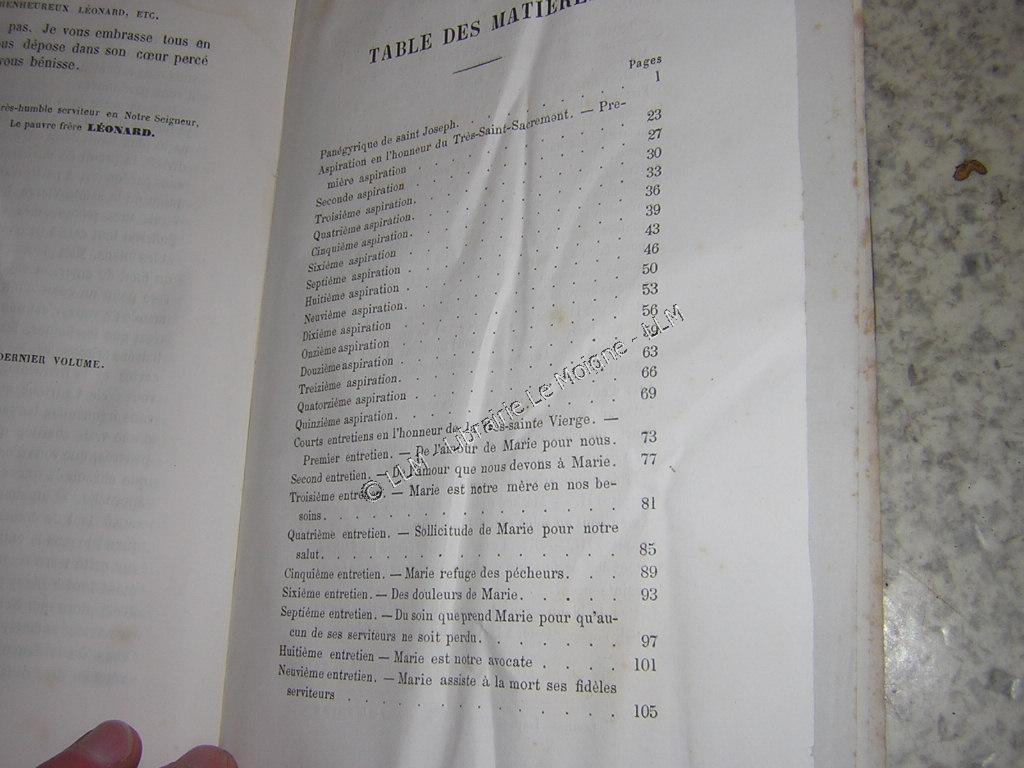 NHEUREUX LÉONARD, ETC.
pas. Je vous embrasse tous en
us dépose dans son cœur percé
vous bénisse.
rès-humble serviteur en Notre Seigneur,
Le pauvre frère LÉONARD.
DERNIER VOLUME.
TABLE DES MATIÈRES
Pages
Panégyrique de saint Joseph. . . . . . . 1
Aspiration en l'honneur du Très-Saint-Sacrement. — Pre-
mière aspiration . . . . . . . . 23
Seconde aspiration . . . . . . . . 27
Troisième aspiration. . . . . . . . 30
Quatrième aspiration. . . . . . . . 33
Cinquième aspiration. . . . . . . . 36
Sixième aspiration . . . . . . . . 39
Septième aspiration . . . . . . . . 43
Huitième aspiration . . . . . . . . 46
Neuvième aspiration. . . . . . . . 50
Dixième aspiration . . . . . . . . 53
Onzième aspiration . . . . . . . . 56
Douzième aspiration . . . . . . . . 59
Treizième aspiration. . . . . . . . 63
Quatorzième aspiration. . . . . . . . 66
Quinzième aspiration. . . . . . . . 69
Courts entretiens en l'honneur de la très-sainte Vierge. —
Premier entretien. — De l'amour de Marie pour nous. 73
Second entretien. — De l'amour que nous devons à Marie. 77
Troisième entretien. — Marie est notre mère en nos be-
soins. . . . . . . . . . . . . . 81
Quatrième entretien. — Sollicitude de Marie pour notre
salut. . . . . . . . . . . . . . 85
Cinquième entretien. — Marie refuge des pécheurs. . . 89
Sixième entretien. — Des douleurs de Marie. . . . . . 93
Septième entretien. — Du soin que prend Marie pour qu'au-
cun de ses serviteurs ne soit perdu. . . . . . . 97
Huitième entretien — Marie est notre avocate . . . . 101
Neuvième entretien. — Marie assiste à la mort ses fidèles
serviteurs . . . . . . . . . . . . 105
© LLM - Librairie Le Moigne - LLM